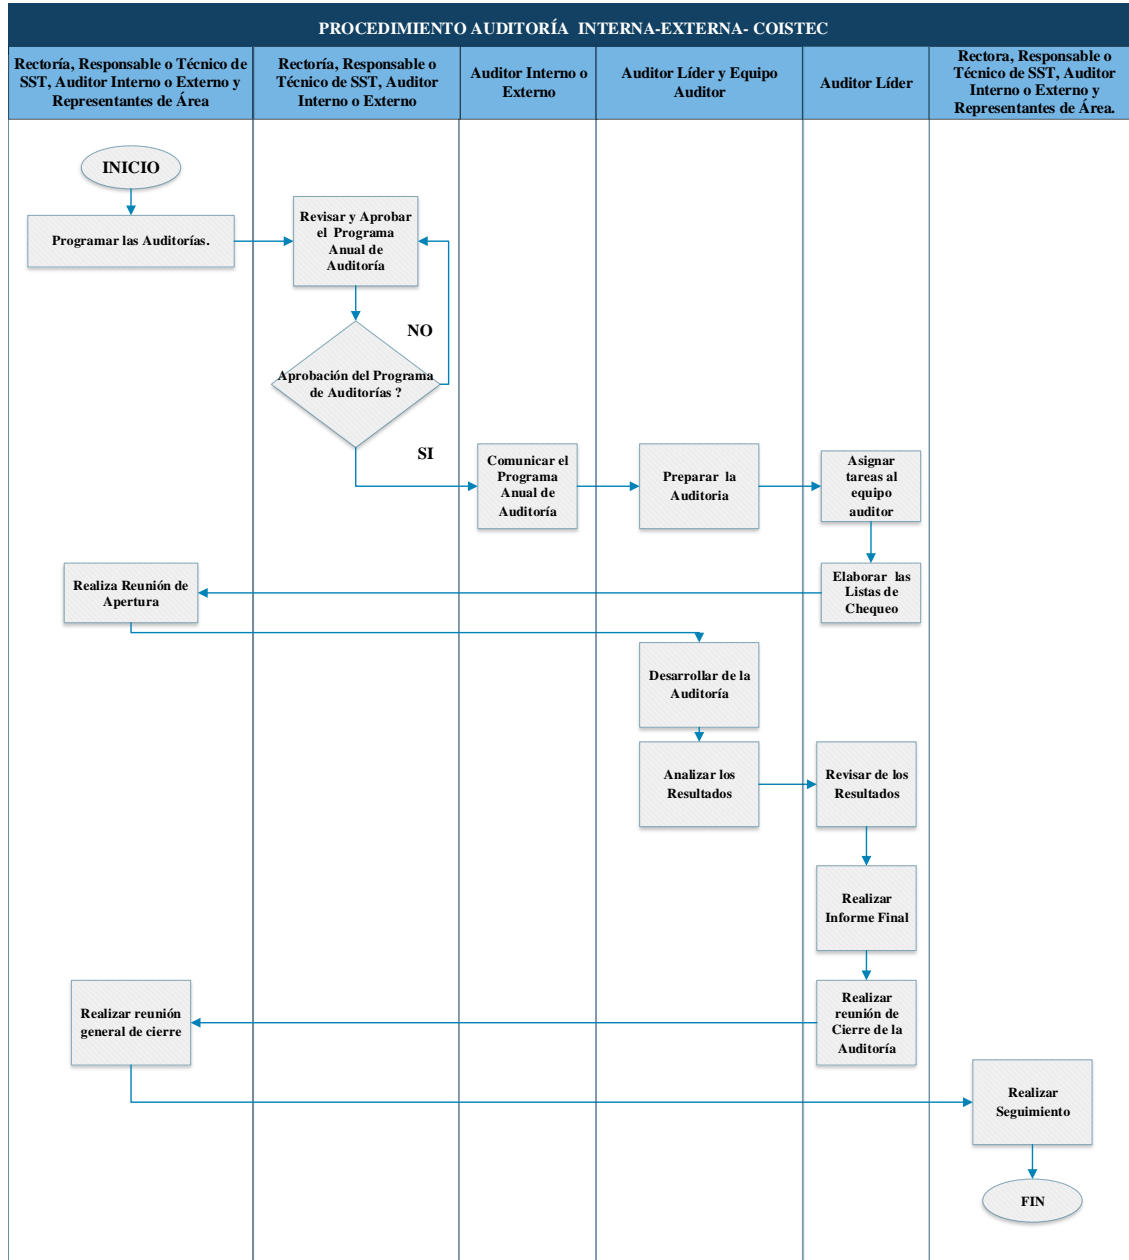 PROCEDIMIENTO AUDITORÍA INTERNA-EXTERNA- COISTEC
Rectoría, Responsable o Técnico de
SST, Auditor Interno o Externo y
Representantes de Área
Rectoría, Responsable o
Técnico de SST, Auditor
Interno o Externo
Auditor Interno o
Externo
Auditor Líder y Equipo
Auditor
Auditor Líder
Rectora, Responsable o
Técnico de SST, Auditor
Interno o Externo y
Representantes de Área.
INICIO
Programar las Auditorías.
Revisar y Aprobar
el Programa
Anual de
Auditoría
NO
Aprobación del Programa
de Auditorías ?
SI
Comunicar el
Programa
Anual de
Auditoría
Preparar la
Auditoria
Asignar
tareas al
equipo
auditor
Elaborar las
Listas de
Chequeo
Realiza Reunión de
Apertura
Desarrollar de la
Auditoría
Analizar los
Resultados
Revisar de los
Resultados
Realizar
Informe Final
Realizar
reunión de
Cierre de la
Auditoría
Realizar reunión
general de cierre
Realizar
Seguimiento
FIN